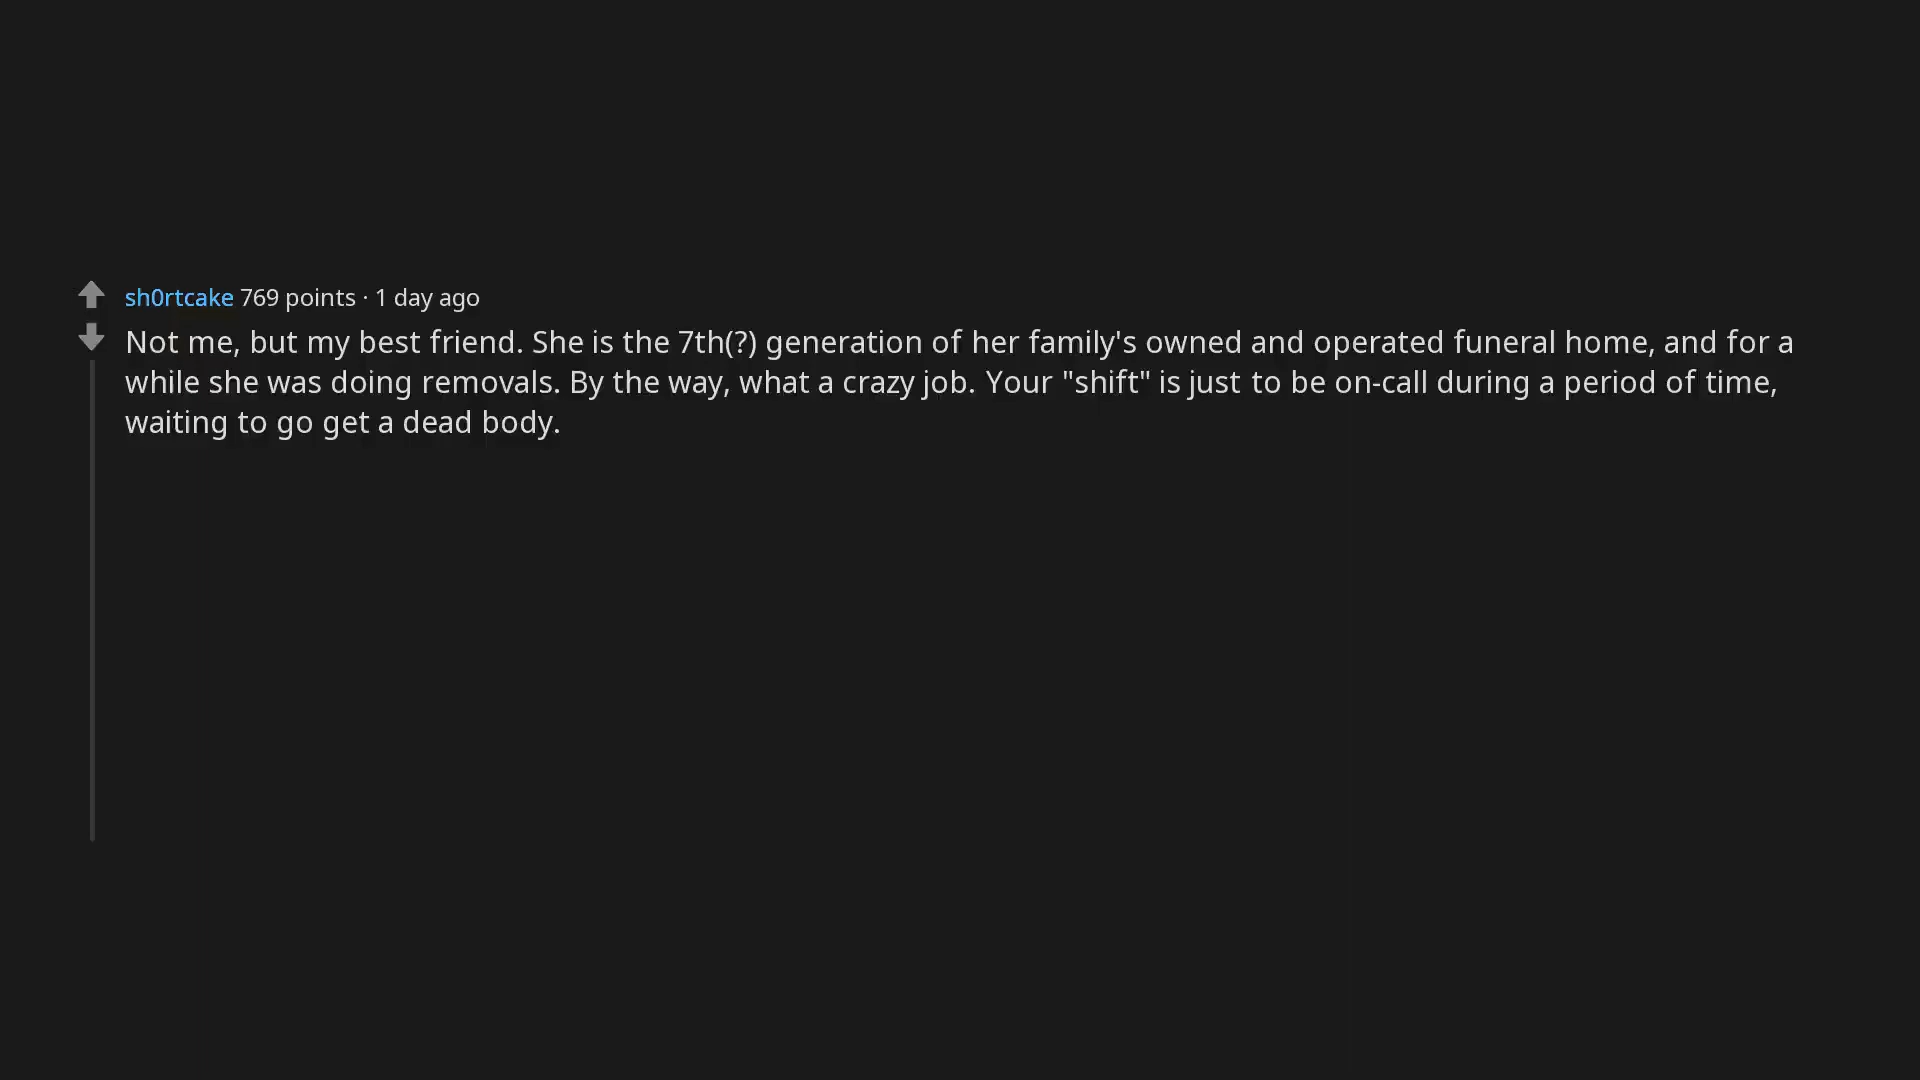 sh0rtcake 769 points · 1 day ago
Not me, but my best friend. She is the 7th(?) generation of her family's owned and operated funeral home, and for a
while she was doing removals. By the way, what a crazy job. Your "shift" is just to be on-call during a period of time,
waiting to go get a dead body.